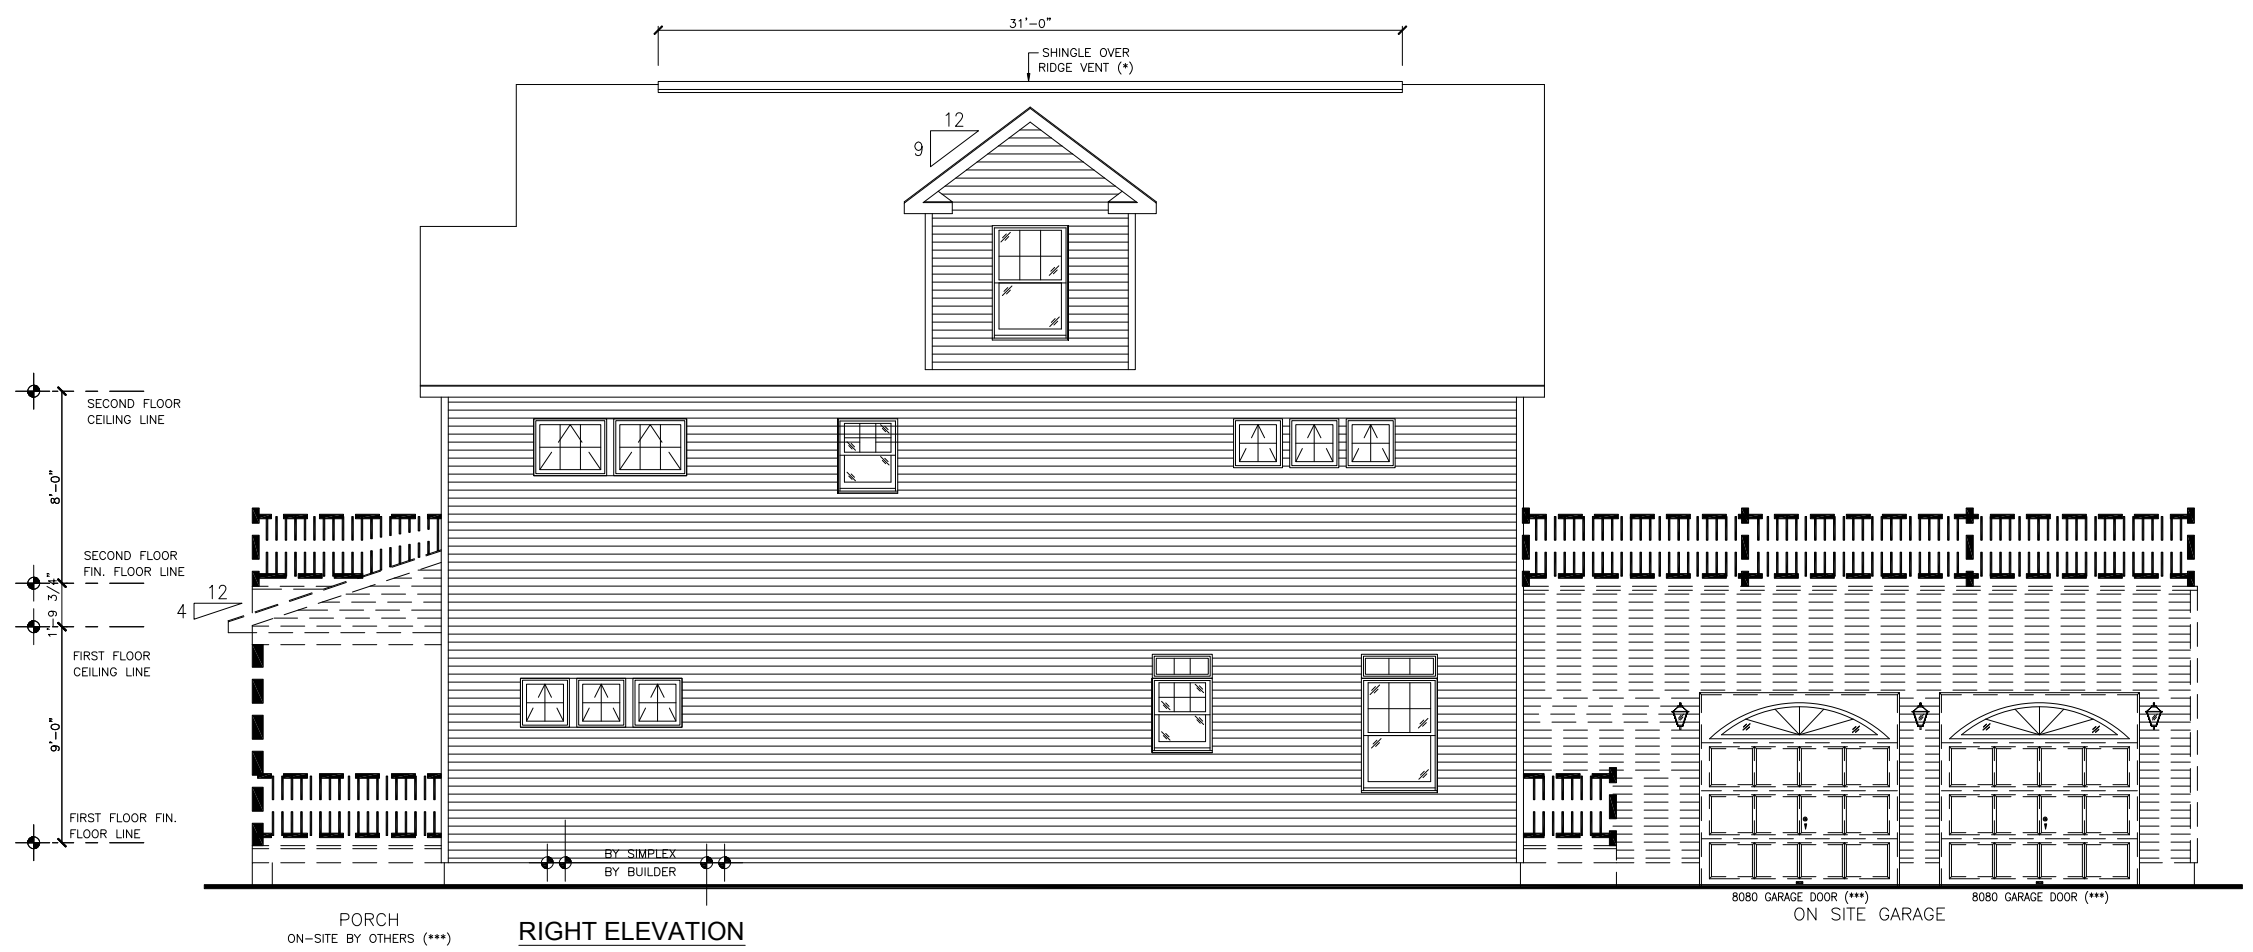 31'-0"
SHINGLE OVER
RIDGE VENT (*)
12
9
SECOND FLOOR
CEILING LINE
8'-0"
SECOND FLOOR
FIN. FLOOR LINE
1'-9 3/4"
12
4
FIRST FLOOR
CEILING LINE
9'-0"
FIRST FLOOR FIN.
FLOOR LINE
BY SIMPLEX
BY BUILDER
8080 GARAGE DOOR (***)
8080 GARAGE DOOR (***)
ON SITE GARAGE
PORCH
ON-SITE BY OTHERS (***)
RIGHT ELEVATION